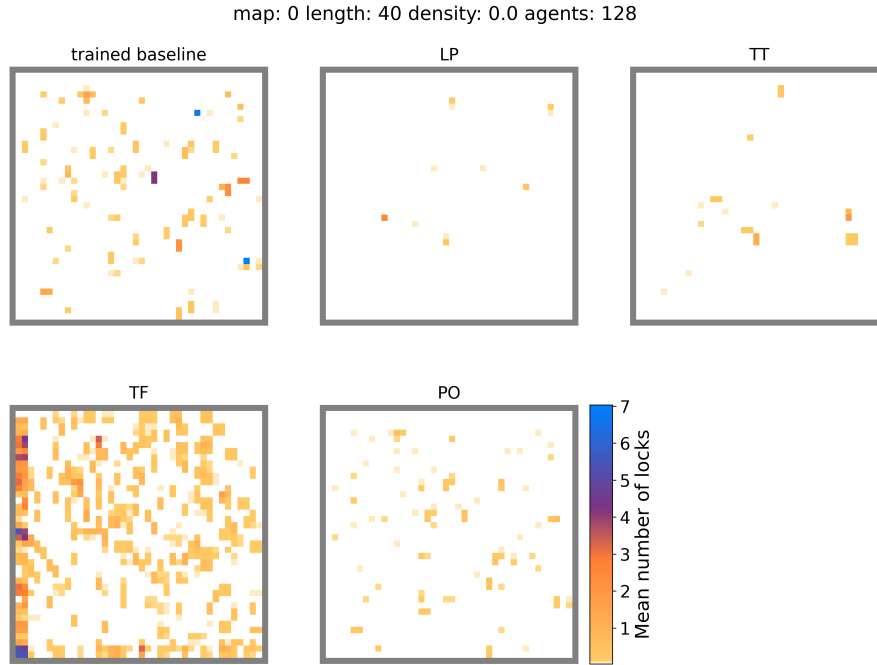 map: 0 length: 40 density: 0.0 agents: 128
trained baseline
LP
TT
TF
PO
7
6
5
4
3
2
1
Mean number of locks